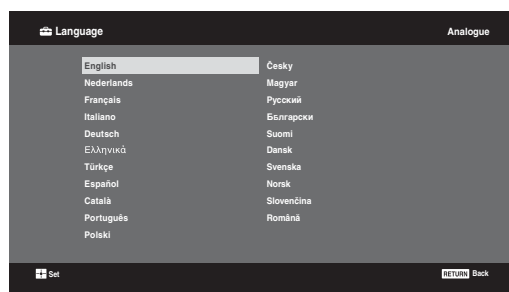 Language
Analogue
English
Nederlands
Français
Italiano
Deutsch
Ελληνικά
Türkçe
Español
Català
Português
Polski
Česky
Magyar
Русский
Български
Suomi
Dansk
Svenska
Norsk
Slovenčina
Română
Set
RETURN Back